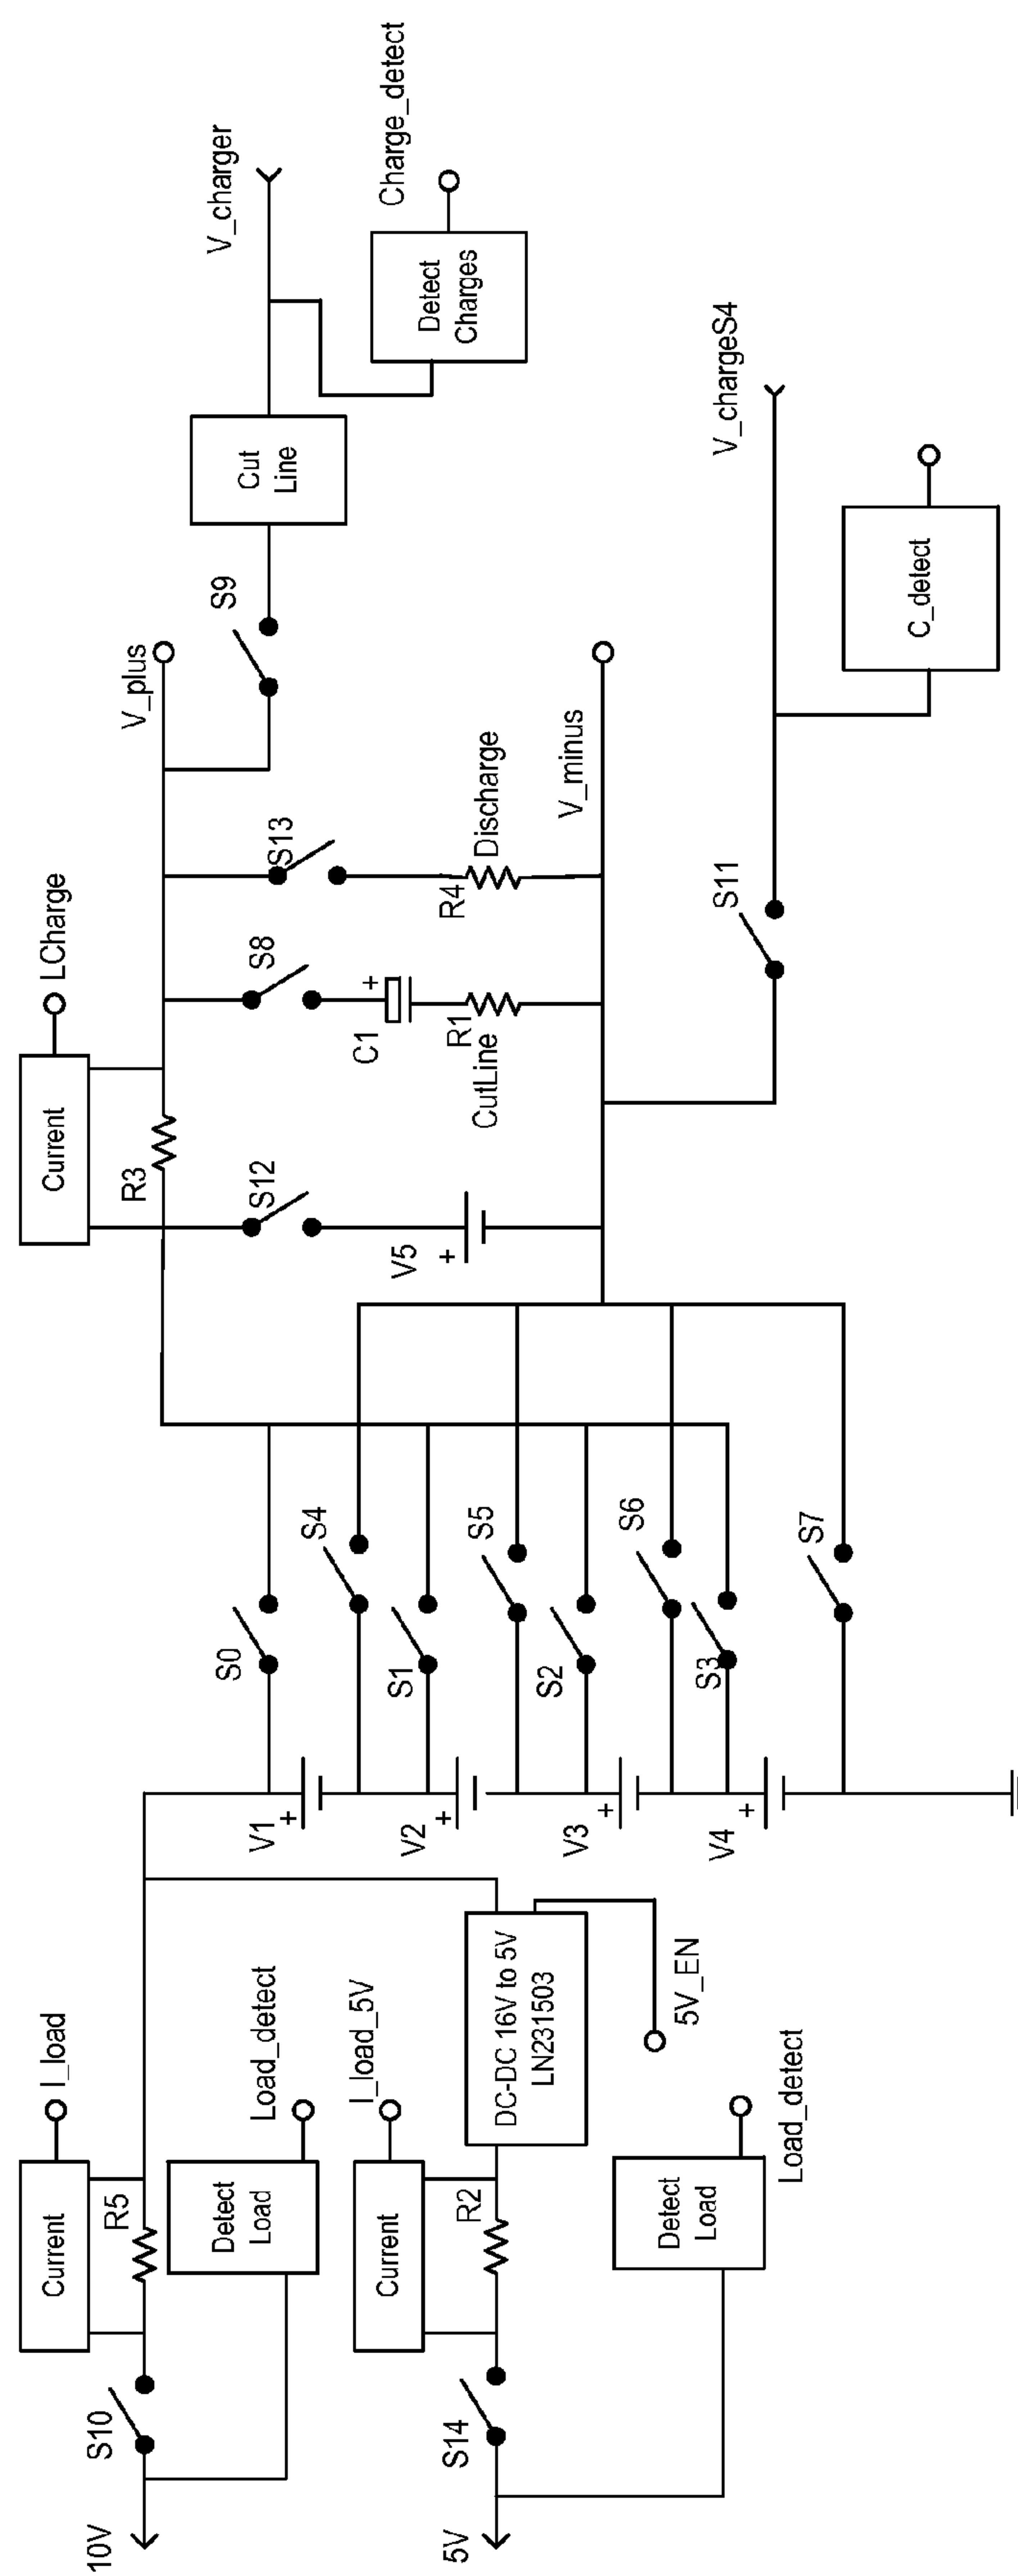 10V
S10
Current
I_load
R5
Detect
Load
Load_detect
5V
S14
Current
I_load_5V
R2
DC-DC 16V to 5V
LN231503
5V_EN
Detect
Load
Load_detect
V1
+
V2
+
V3
+
V4
+
S0
S4
S1
S5
S2
S6
S3
S7
Current
LCharge
R3
S12
V5
+
S8
C1
+
R1
CutLine
S13
R4
Discharge
V_plus
V_minus
S9
Cut
Line
V_charger
Detect
Charges
Charge_detect
S11
V_chargeS4
C_detect